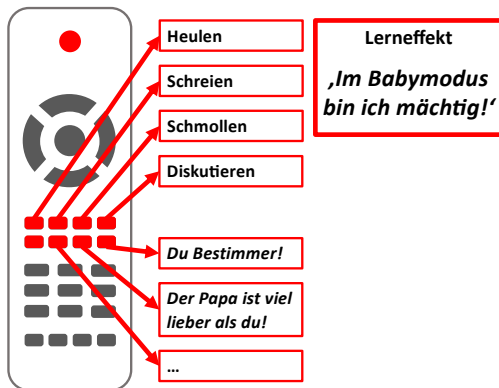 Heulen
Schreien
Schmollen
Diskutieren
Du Bestimmer!
Der Papa ist viel
lieber als du!
...
Lerneffekt
‚Im Babymodus
bin ich mächtig!‘